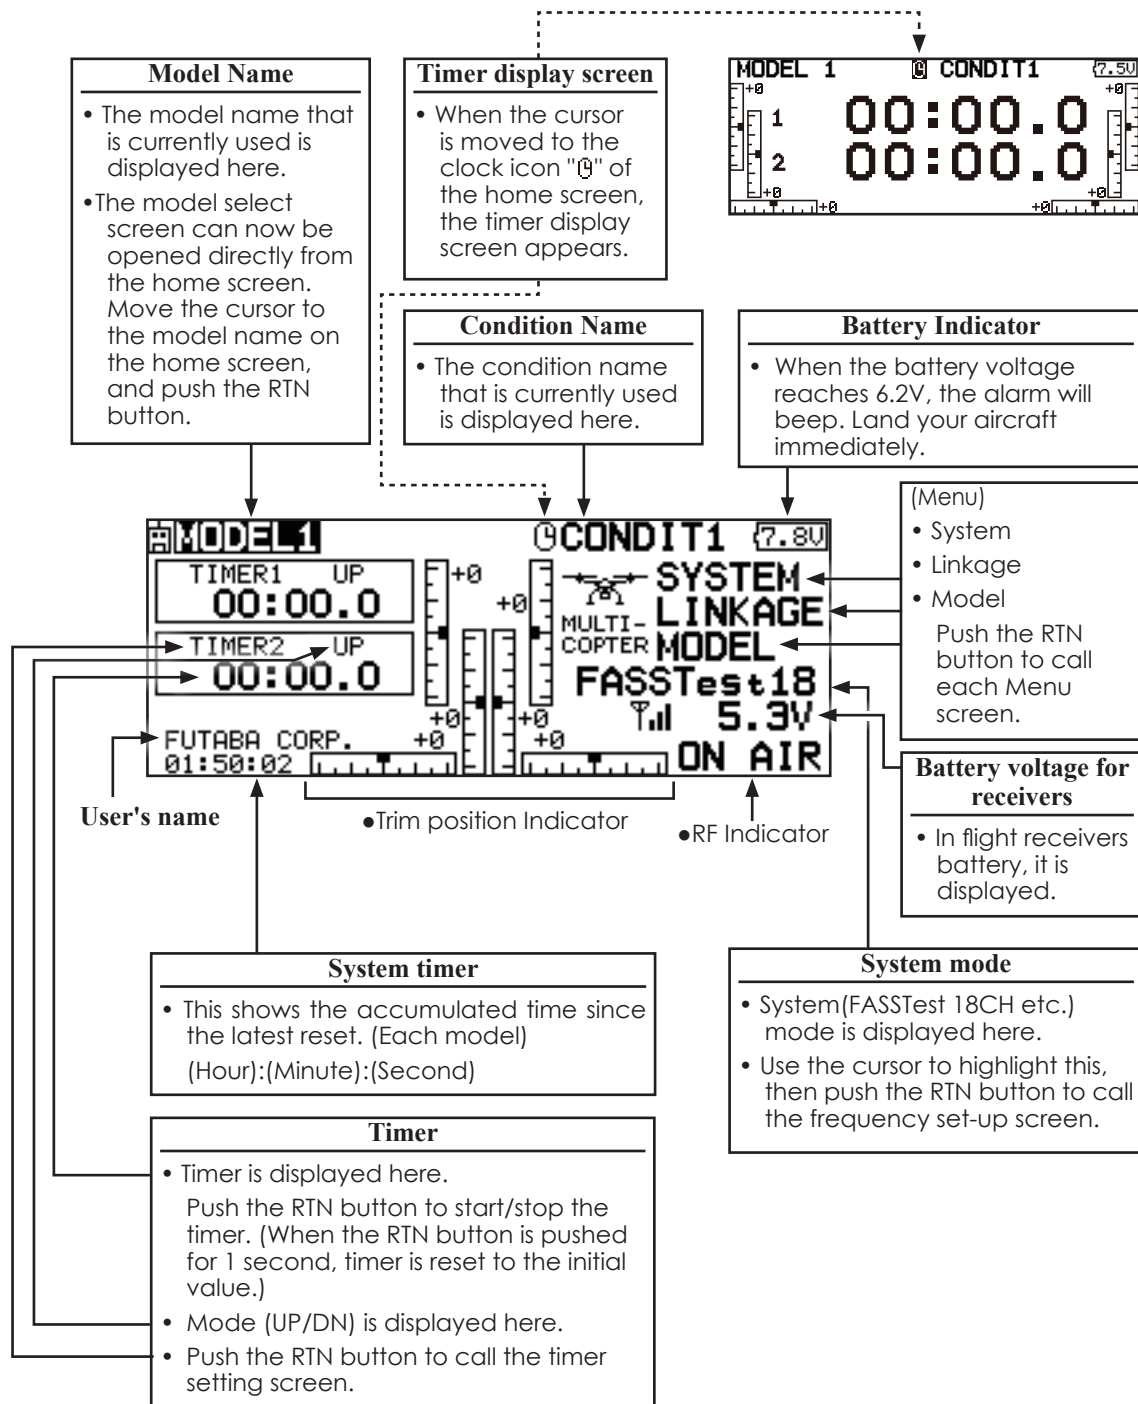 Model Name
• The model name that
is currently used is
displayed here.
•The model select
screen can now be
opened directly from
the home screen.
Move the cursor to
the model name on
the home screen,
and push the RTN
button.
Timer display screen
• When the cursor
is moved to the
clock icon "" of
the home screen,
the timer display
screen appears.
MODEL 1 CONDIT1 7.5V
+0 +0
1 00:00.0
2 00:00.0
+0 +0
+0 +0
Condition Name
• The condition name
that is currently used
is displayed here.
Battery Indicator
• When the battery voltage
reaches 6.2V, the alarm will
beep. Land your aircraft
immediately.
(Menu)
• System
• Linkage
• Model
Push the RTN
button to call
each Menu
screen.
MODEL1 CONDIT1 7.8V
TIMER1 UP
00:00.0
TIMER2 UP
00:00.0
+0
+0
+0 +0
+0 +0
MULTI-
COPTER
SYSTEM
LINKAGE
MODEL
FASSTest18
5.3V
ON AIR
FUTABA CORP.
01:50:02
User's name
●Trim position Indicator
●RF Indicator
Battery voltage for
receivers
• In flight receivers
battery, it is
displayed.
System timer
• This shows the accumulated time since
the latest reset. (Each model)
(Hour):(Minute):(Second)
System mode
• System(FASSTest 18CH etc.)
mode is displayed here.
• Use the cursor to highlight this,
then push the RTN button to call
the frequency set-up screen.
Timer
• Timer is displayed here.
Push the RTN button to start/stop the
timer. (When the RTN button is pushed
for 1 second, timer is reset to the initial
value.)
• Mode (UP/DN) is displayed here.
• Push the RTN button to call the timer
setting screen.